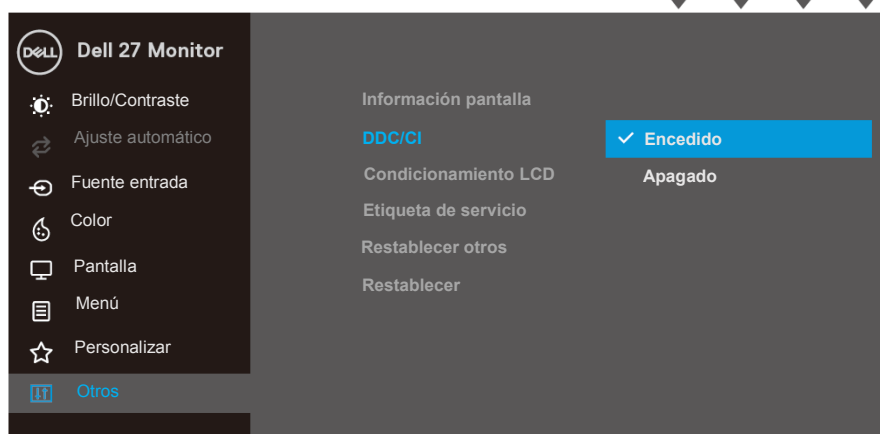 DELL Dell 27 Monitor
Brillo/Contraste
Ajuste automático
Fuente entrada
Color
Pantalla
Menú
Personalizar
Otros
Información pantalla
DDC/CI
Condicionamiento LCD
Etiqueta de servicio
Restablecer otros
Restablecer
Encedido
Apagado